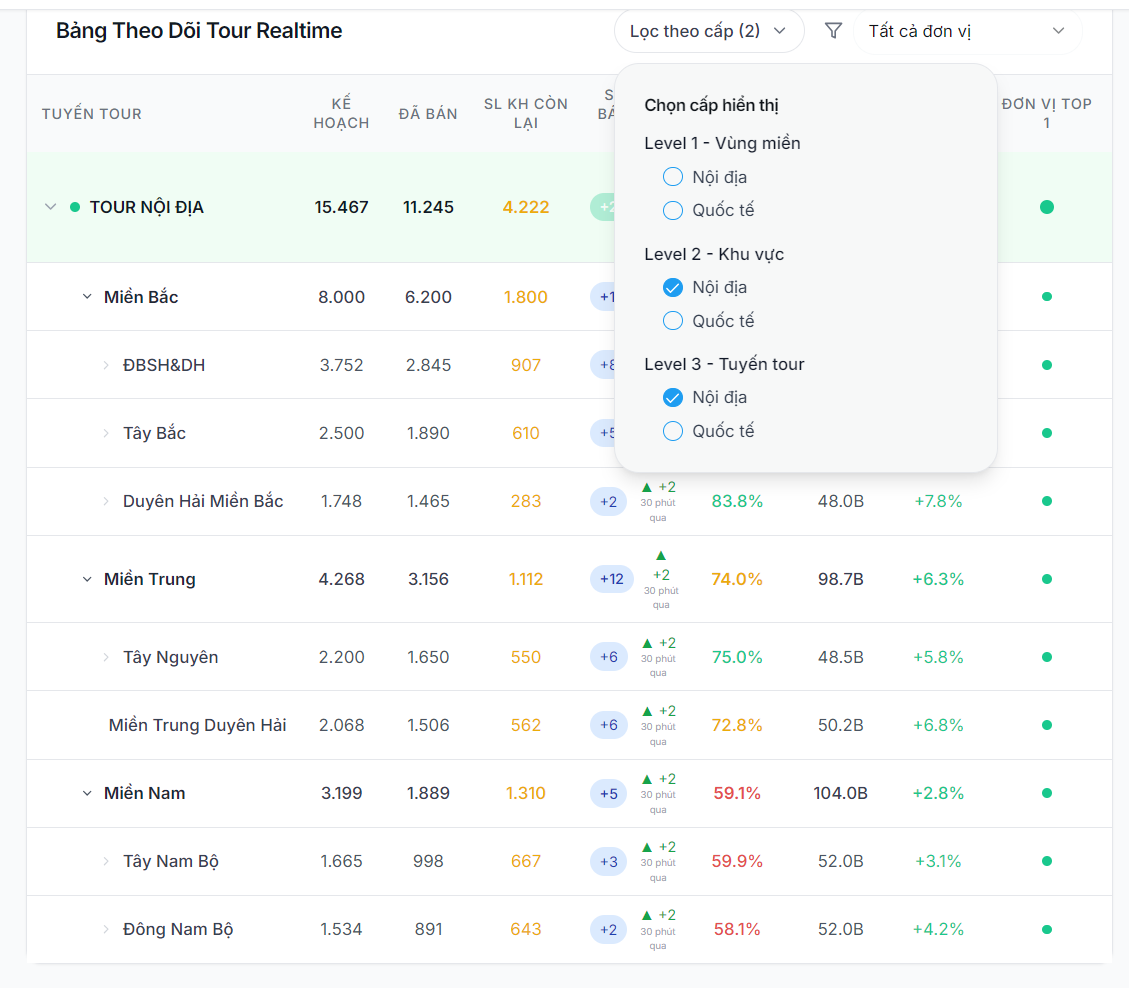 Bảng Theo Dõi Tour Realtime
Lọc theo cấp (2)
Tất cả đơn vị
TUYẾN TOUR
KẾ
HOẠCH
ĐÃ BÁN
SL KH CÒN
LẠI
ĐƠN VỊ TOP
1
Chọn cấp hiển thị
Level 1 - Vùng miền
Nội địa
Quốc tế
Level 2 - Khu vực
Nội địa
Quốc tế
Level 3 - Tuyến tour
Nội địa
Quốc tế
TOUR NỘI ĐỊA 15.467 11.245 4.222
Miền Bắc 8.000 6.200 1.800
ĐBSH&DH 3.752 2.845 907
Tây Bắc 2.500 1.890 610
Duyên Hải Miền Bắc 1.748 1.465 283 +2 ▲ +2 83.8% 48.0B +7.8%
30 phút
qua
Miền Trung 4.268 3.156 1.112 +12 ▲ 74.0% 98.7B +6.3%
+2
30 phút
qua
Tây Nguyên 2.200 1.650 550 +6 ▲ +2 75.0% 48.5B +5.8%
30 phút
qua
Miền Trung Duyên Hải 2.068 1.506 562 +6 ▲ +2 72.8% 50.2B +6.8%
30 phút
qua
Miền Nam 3.199 1.889 1.310 +5 ▲ +2 59.1% 104.0B +2.8%
30 phút
qua
Tây Nam Bộ 1.665 998 667 +3 ▲ +2 59.9% 52.0B +3.1%
30 phút
qua
Đông Nam Bộ 1.534 891 643 +2 ▲ +2 58.1% 52.0B +4.2%
30 phút
qua